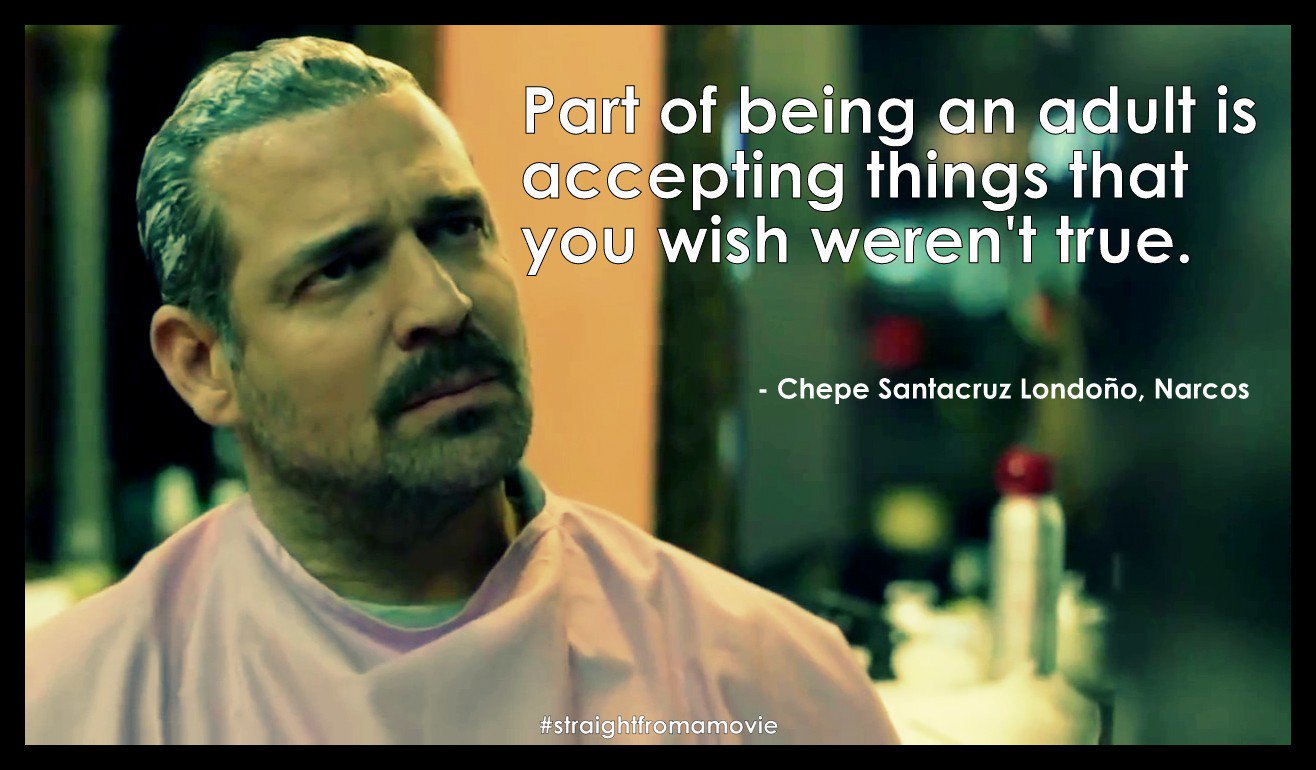 Part of being an adult is
accepting things that
you wish weren't true.
- Chepe Santacruz Londoño, Narcos
#straightfromamovie